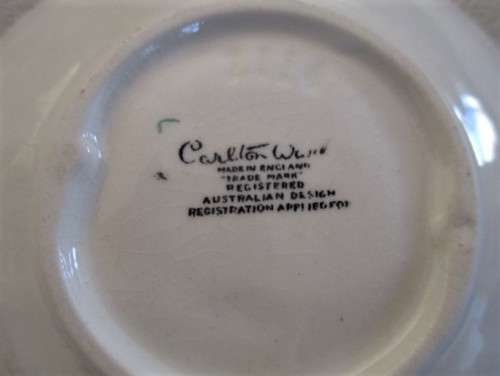 Carlton Ware
MADE IN ENGLAND
"TRADE MARK"
REGISTERED
AUSTRALIAN DESIGN
REGISTRATION APPLIED FOR